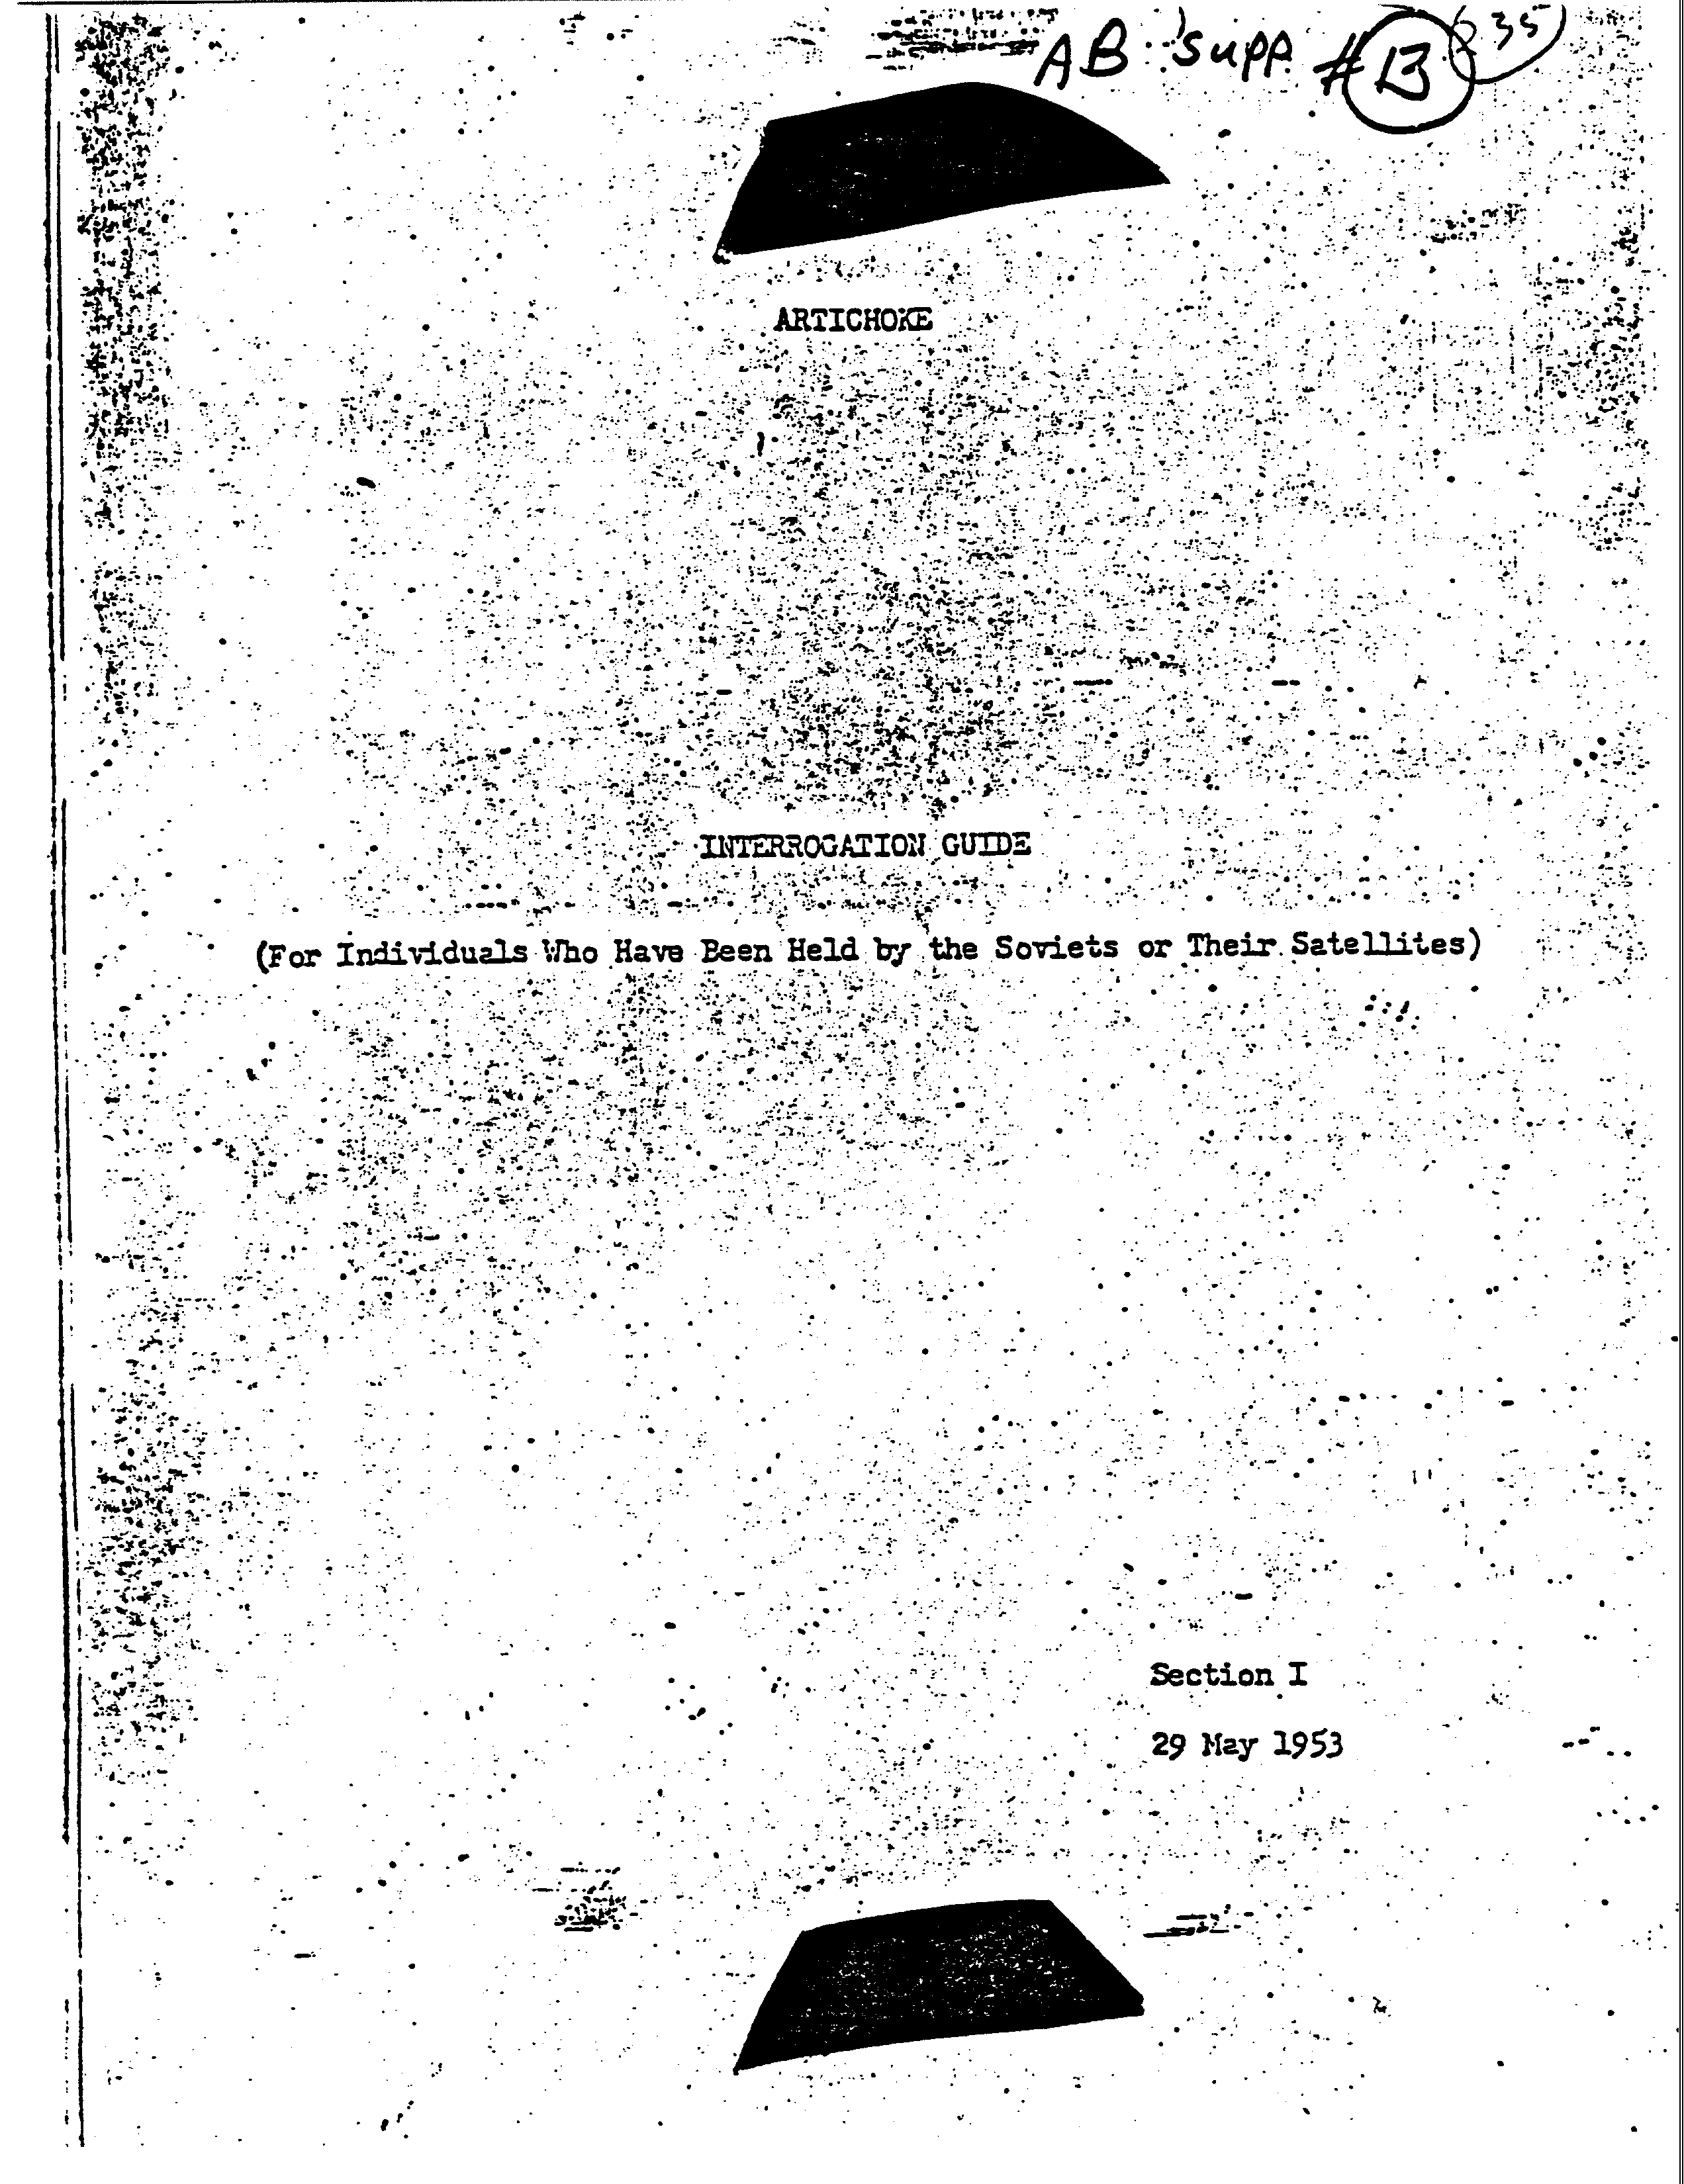 AB supp #13
35
ARTICHOKE
INTERROGATION GUIDE
(For Individuals Who Have Been Held by the Soviets or Their Satellites)
Section I
29 May 1953